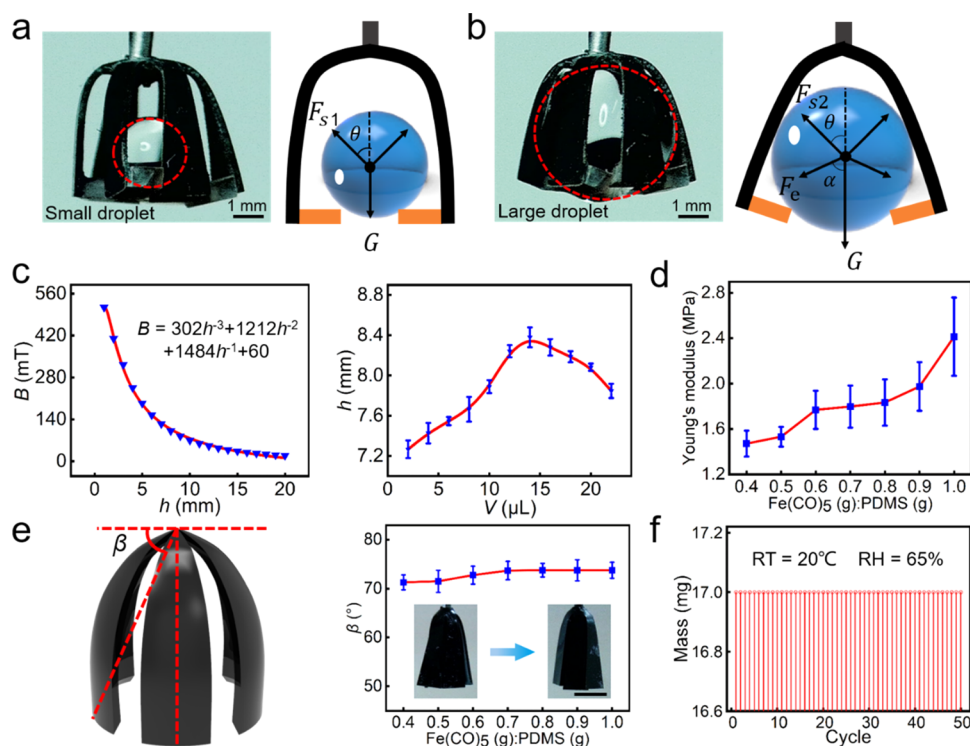 a
b
Small droplet
1 mm
Fs1
θ
G
Large droplet
1 mm
Fs2
θ
Fe
α
G
c
d
B (mT)
560
420
280
140
0
B = 302h⁻³+1212h⁻²
+1484h⁻¹+60
0 5 10 15 20
h (mm)
h (mm)
8.8
8.4
8.0
7.6
7.2
0 5 10 15 20
V (μL)
Young's modulus (MPa)
2.8
2.4
2.0
1.6
1.2
0.4 0.5 0.6 0.7 0.8 0.9 1.0
Fe(CO)5 (g):PDMS (g)
e
f
β
β (°)
80
70
60
50
0.4 0.5 0.6 0.7 0.8 0.9 1.0
Fe(CO)5 (g):PDMS (g)
Mass (mg)
17.2
17.0
16.8
16.6
RT = 20℃ RH = 65%
0 10 20 30 40 50
Cycle